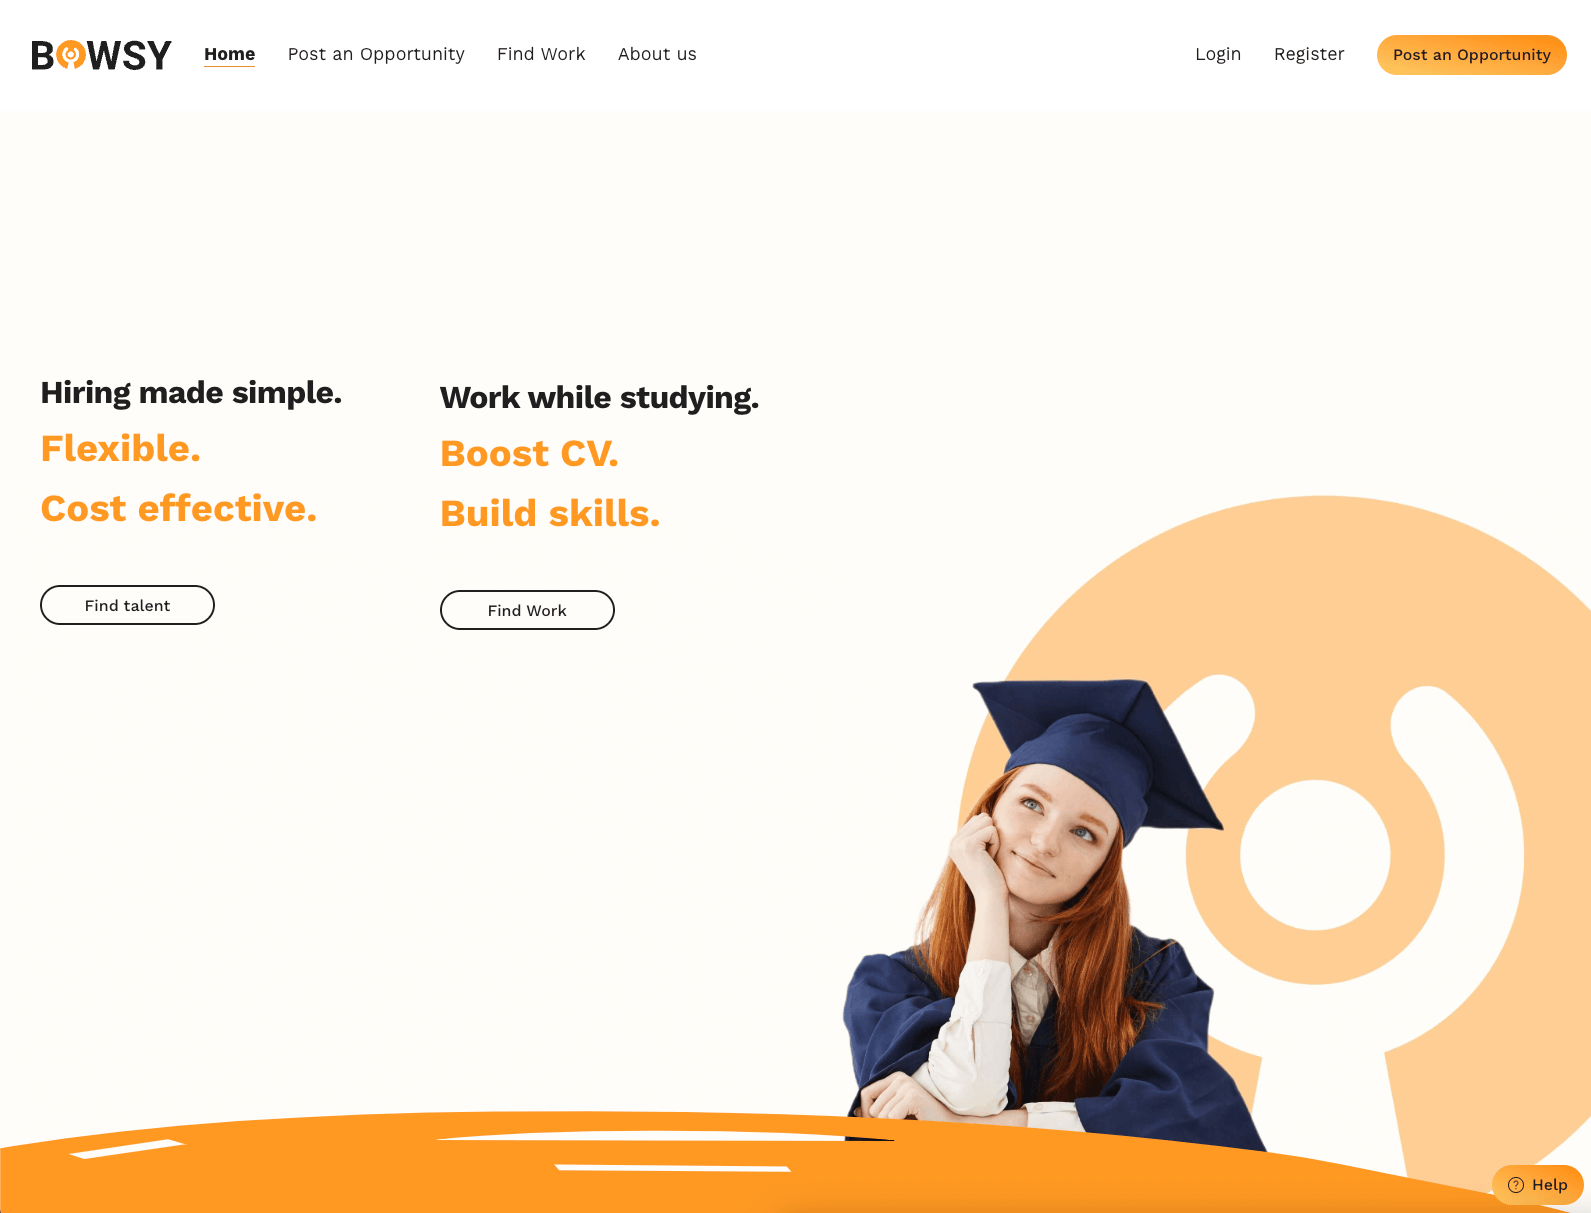 BOWSY
Home
Post an Opportunity
Find Work
About us
Login
Register
Post an Opportunity
Hiring made simple.
Flexible.
Cost effective.
Find talent
Work while studying.
Boost CV.
Build skills.
Find Work
Help